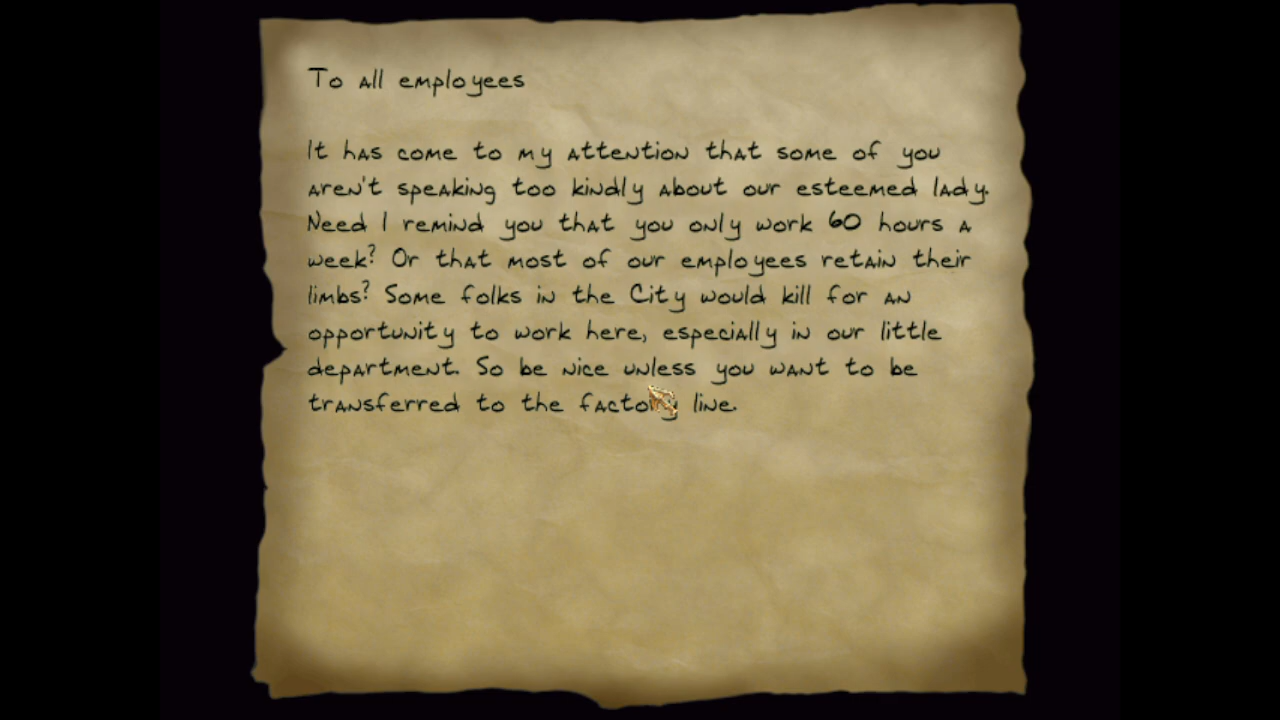 To all employees
It has come to my attention that some of you
aren't speaking too kindly about our esteemed lady.
Need I remind you that you only work 60 hours a
week? Or that most of our employees retain their
limbs? Some folks in the City would kill for an
opportunity to work here, especially in our little
department. So be nice unless you want to be
transferred to the factory line.